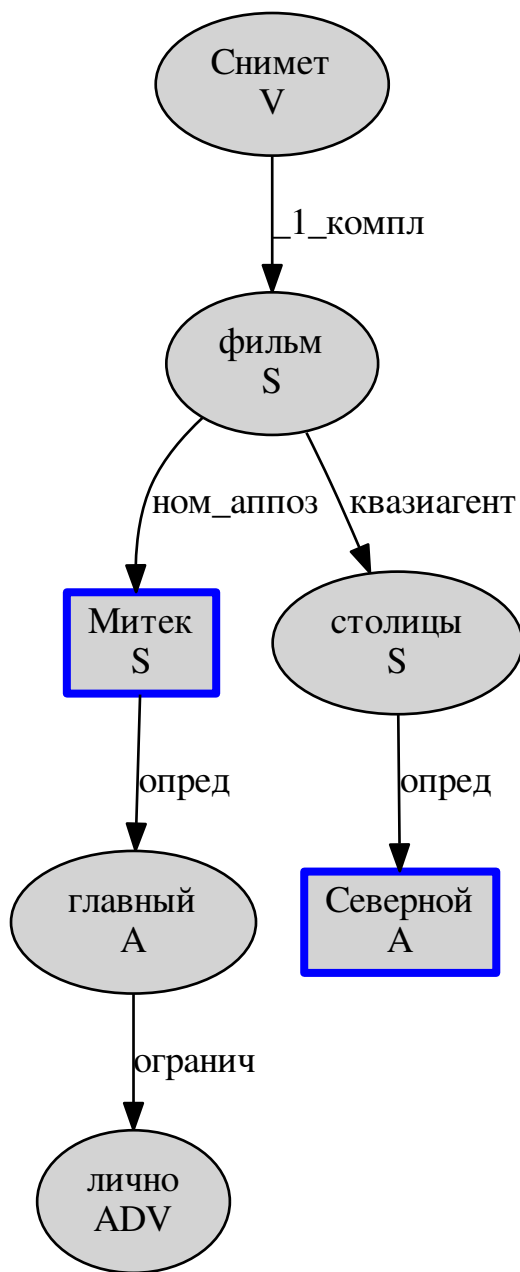 Снимет
V
_1_компл
фильм
S
ном_аппоз квазиагент
Митек
S
столицы
S
опред опред
главный
A
Северной
A
огранич
лично
ADV